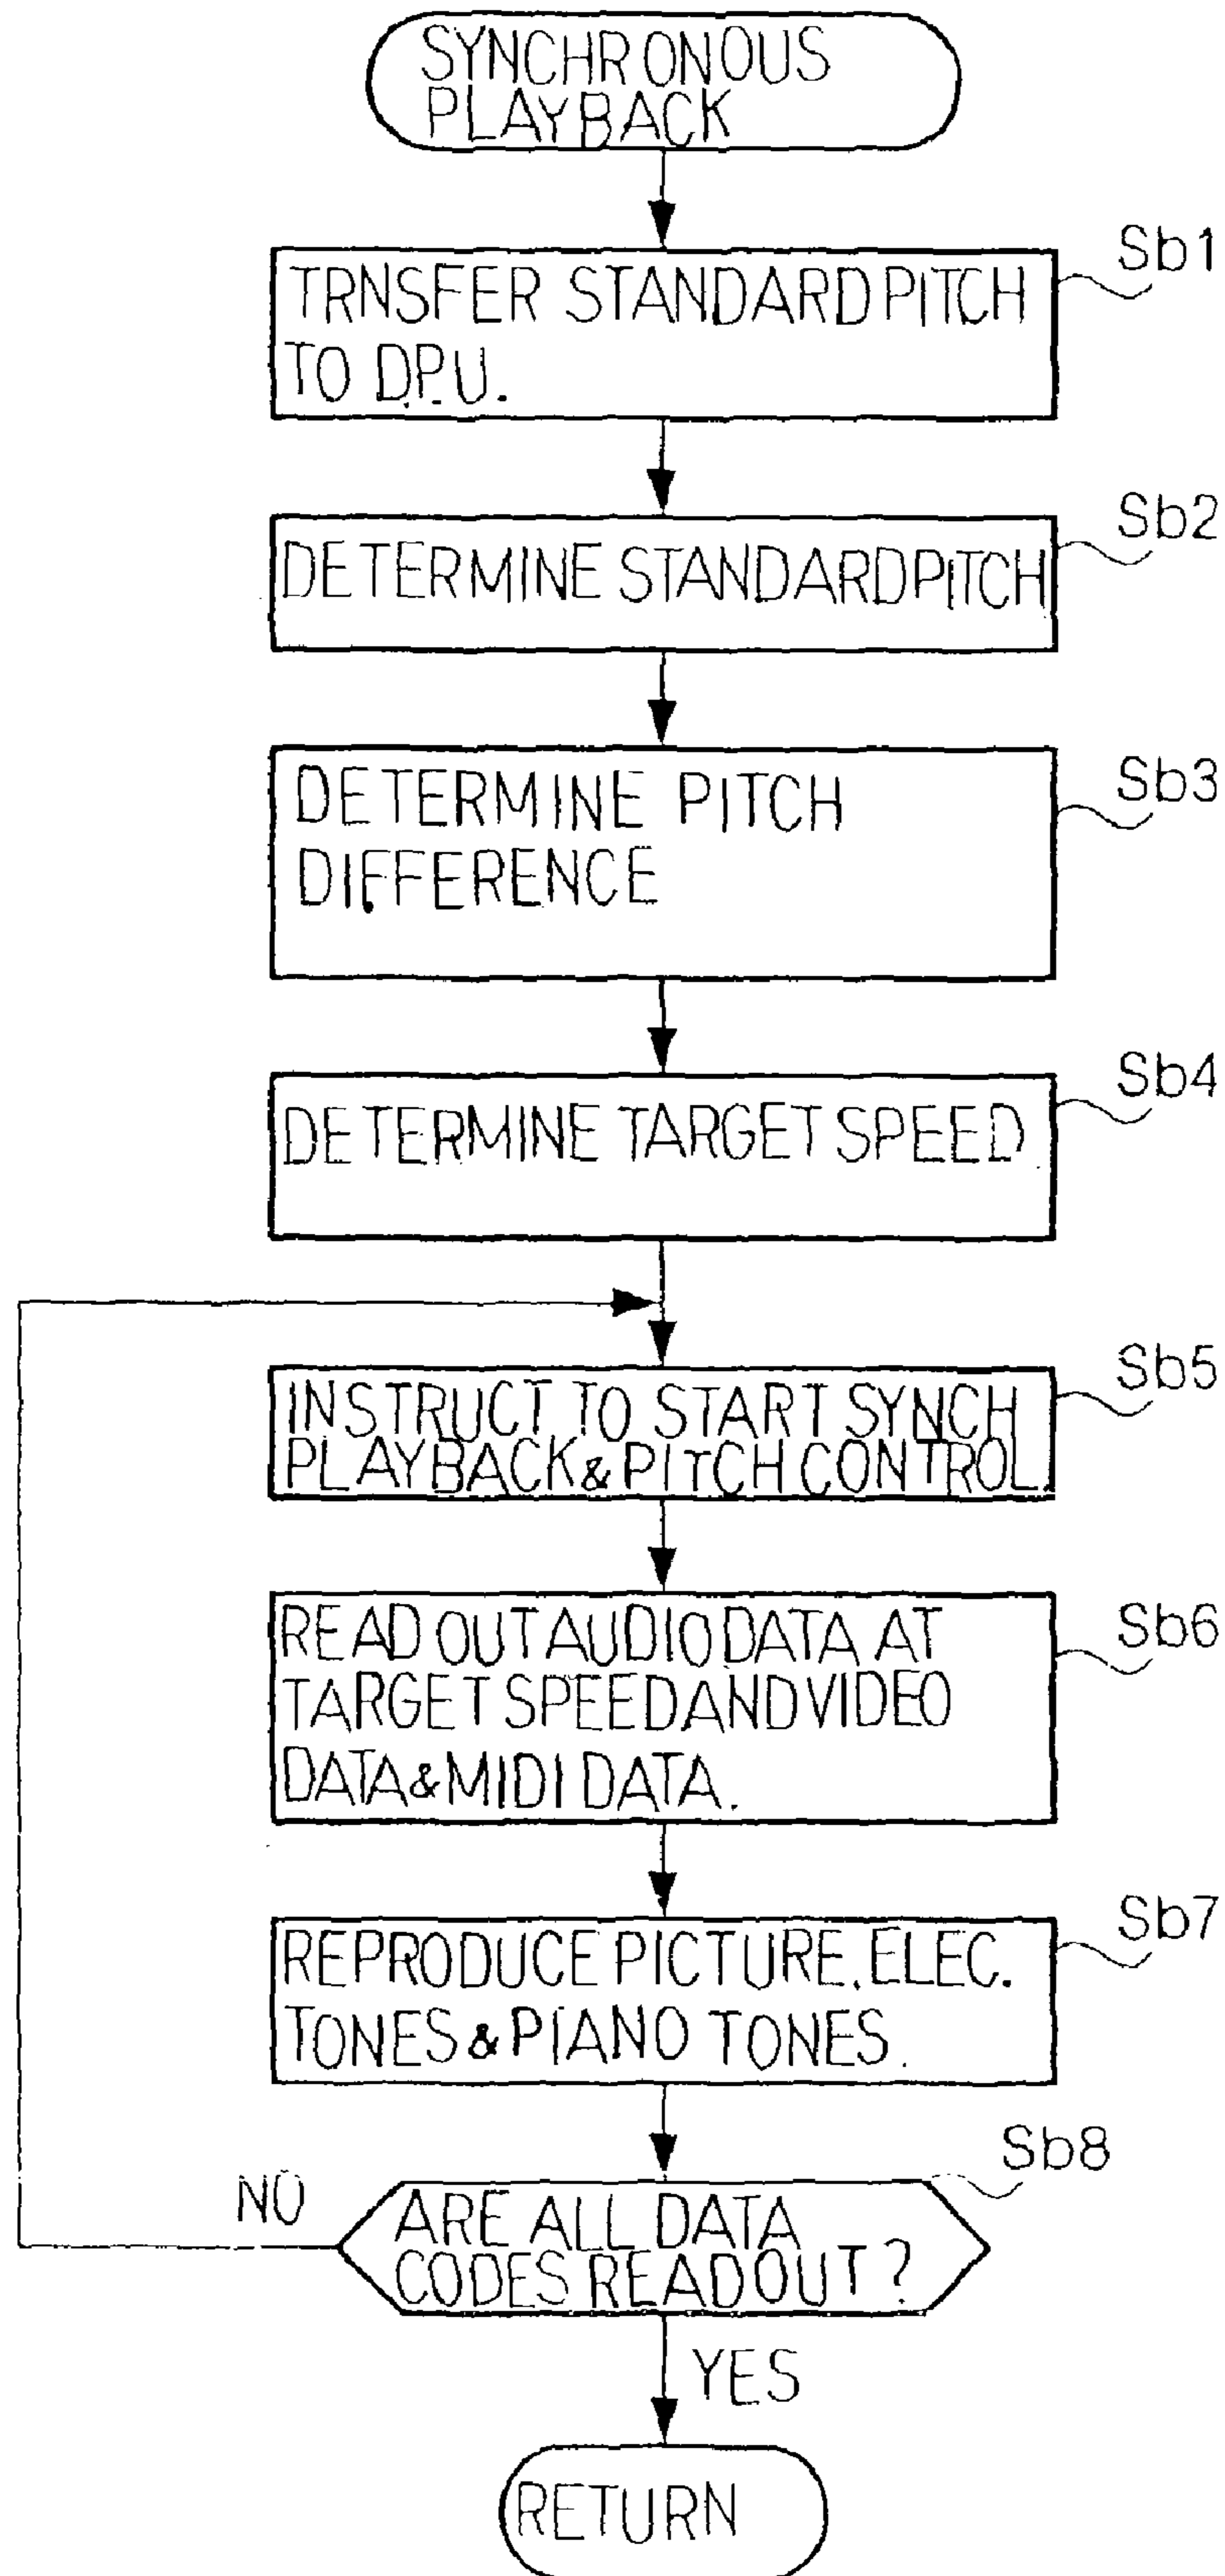 SYNCHRONOUS
PLAYBACK
Sb1
TRNSFER STANDARD PITCH
TO D.P.U.
Sb2
DETERMINE STANDARD PITCH
Sb3
DETERMINE PITCH
DIFFERENCE
Sb4
DETERMINE TARGET SPEED
Sb5
INSTRUCT TO START SYNCH
PLAYBACK & PITCH CONTROL.
Sb6
READ OUT AUDIO DATA AT
TARGET SPEED AND VIDEO
DATA & MIDI DATA.
Sb7
REPRODUCE PICTURE, ELEC.
TONES & PIANO TONES.
Sb8
NO
ARE ALL DATA
CODES READ OUT ?
YES
RETURN